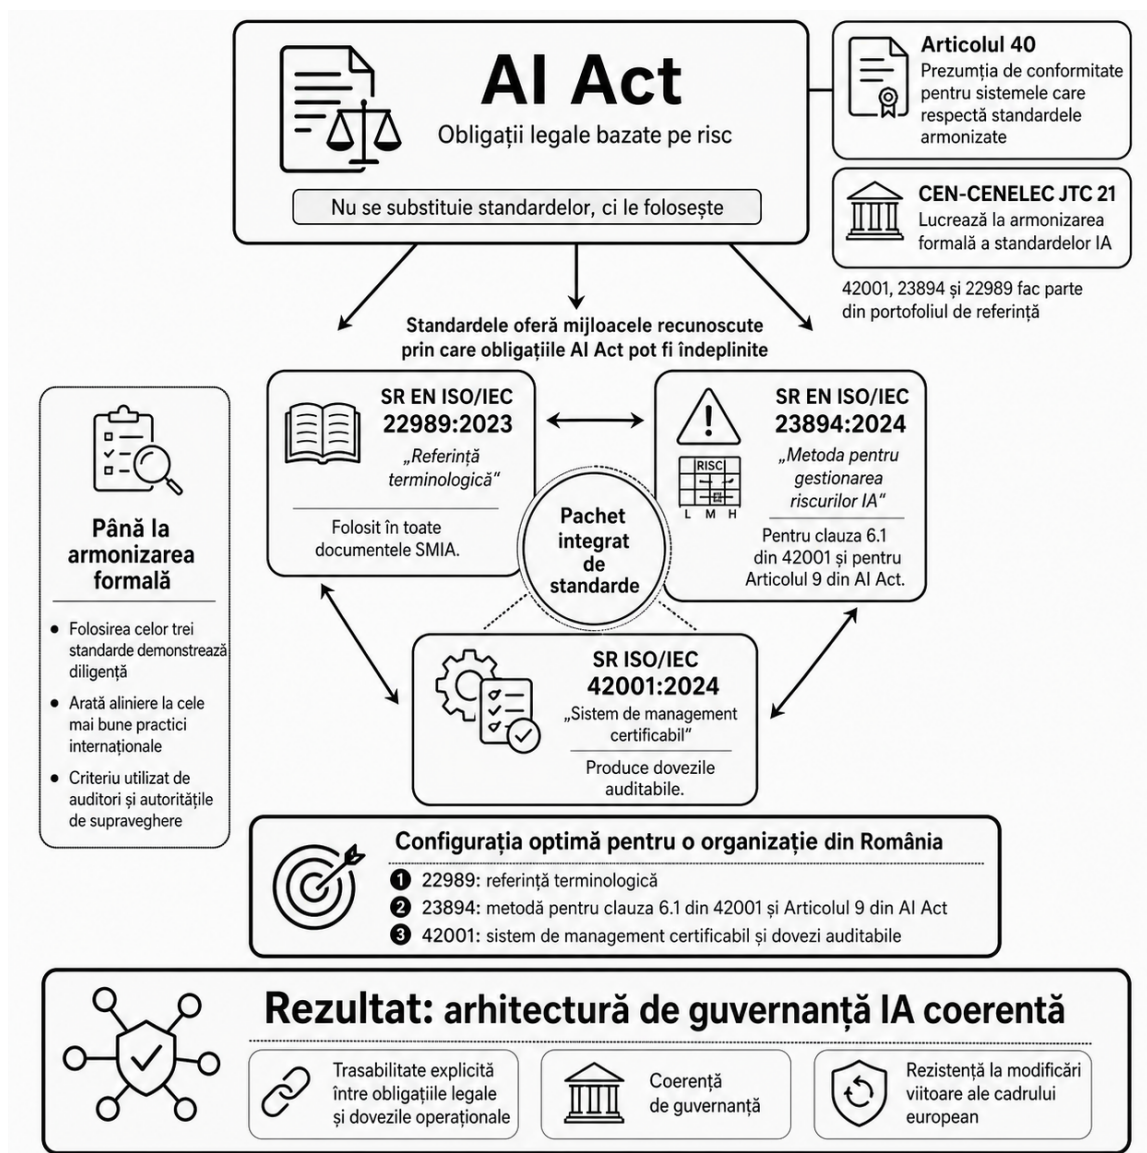 AI Act
Obligații legale bazate pe risc
Nu se substituie standardelor, ci le folosește
Articolul 40
Prezumția de conformitate
pentru sistemele care
respectă standardele
armonizate
CEN-CENELEC JTC 21
Lucrează la armonizarea
formală a standardelor IA
42001, 23894 și 22989 fac parte
din portofoliul de referință
Standardele oferă mijloacele recunoscute
prin care obligațiile AI Act pot fi îndeplinite
Până la
armonizarea
formală
● Folosirea celor trei
standarde demonstrează
diligență
● Arată aliniere la cele
mai bune practici
internaționale
● Criteriu utilizat de
auditori și autoritățile
de supraveghere
SR EN ISO/IEC
22989:2023
„Referință
terminologică“
Folosit în toate
documentele SMIA.
SR EN ISO/IEC
23894:2024
„Metoda pentru
gestionarea
riscurilor IA“
RISC
L M H
Pentru clauza 6.1
din 42001 și pentru
Articolul 9 din AI Act.
Pachet
integrat
de
standarde
SR ISO/IEC
42001:2024
„Sistem de management
certificabil“
Produce dovezile
auditabile.
Configurația optimă pentru o organizație din România
1 22989: referință terminologică
2 23894: metodă pentru clauza 6.1 din 42001 și Articolul 9 din AI Act
3 42001: sistem de management certificabil și dovezi auditabile
Rezultat: arhitectură de guvernanță IA coerentă
Trasabilitate explicită
între obligațiile legale
și dovezile operaționale
Coerență
de guvernanță
Rezistență la modificări
viitoare ale cadrului
european